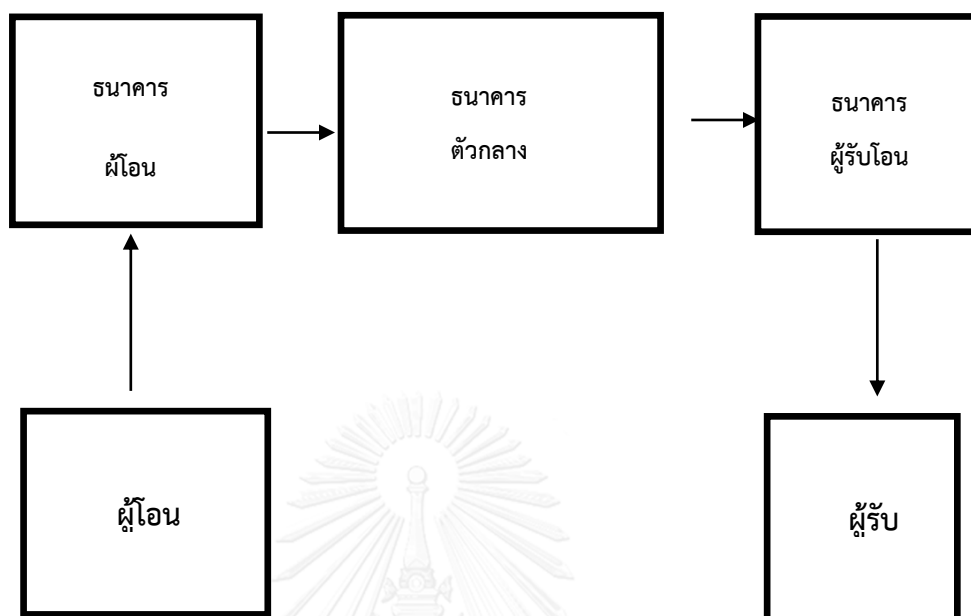 ธนาคาร
ผ้โอน
ธนาคาร
ตัวกลาง
ธนาคาร
ผู้รับโอน
ผู้โอน
ผู้รับ